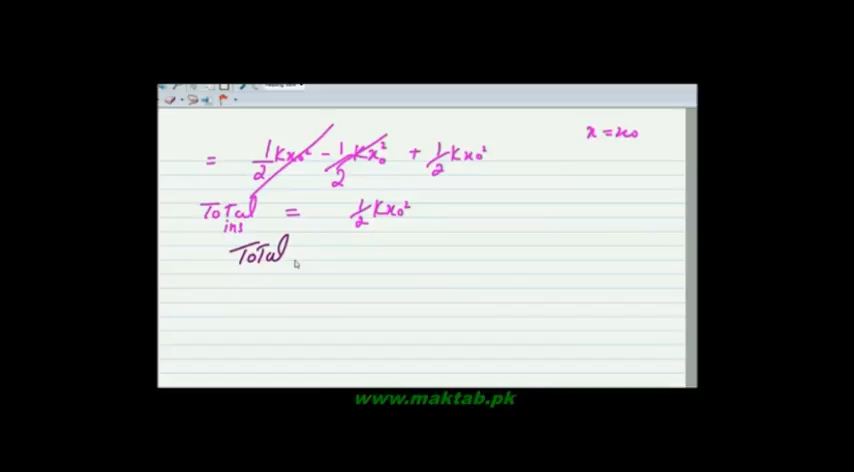 x = x₀
= 1/2 Kx₀² - 1/2 Kx₀² + 1/2 Kx₀²
ToTal ins = 1/2 Kx₀²
ToTal
www.maktab.pk